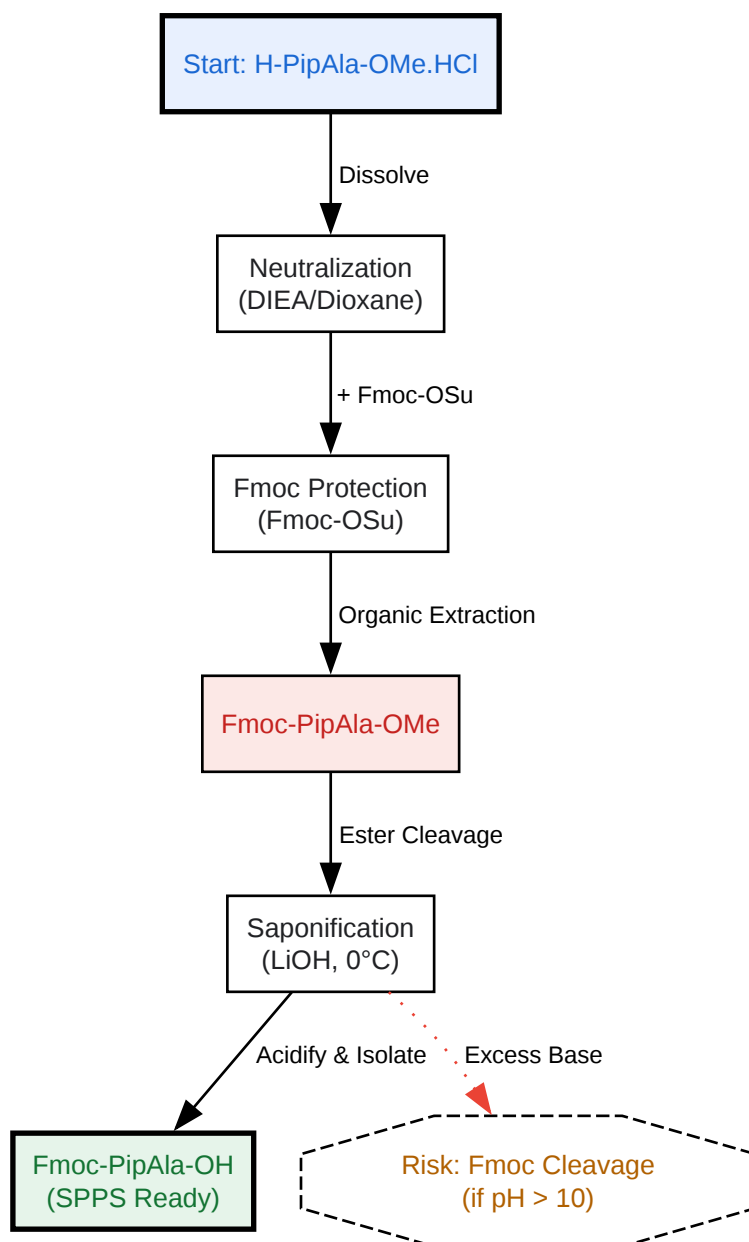 Start: H-PipAla-OMe.HCl
Dissolve
Neutralization
(DIEA/Dioxane)
+ Fmoc-OSu
Fmoc Protection
(Fmoc-OSu)
Organic Extraction
Fmoc-PipAla-OMe
Ester Cleavage
Saponification
(LiOH, 0°C)
Acidify & Isolate
Excess Base
Fmoc-PipAla-OH
(SPPS Ready)
Risk: Fmoc Cleavage
(if pH > 10)